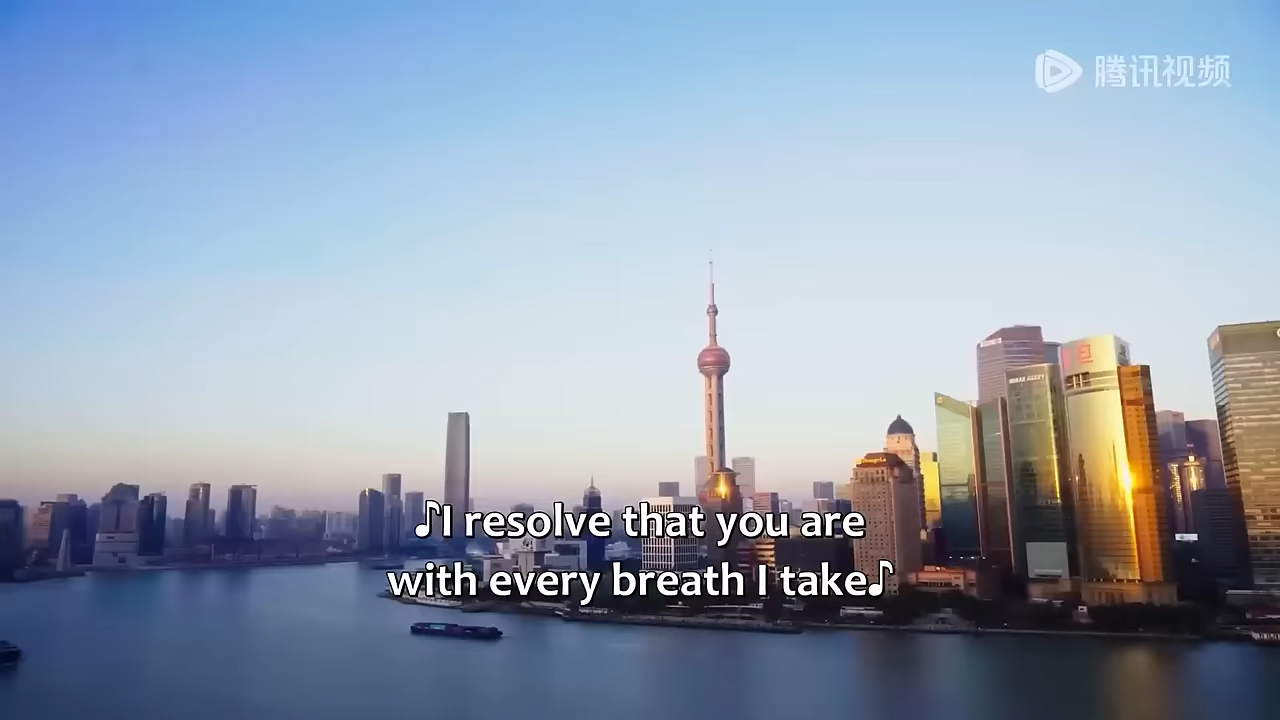 腾讯视频
♪I resolve that you are
with every breath I take♪